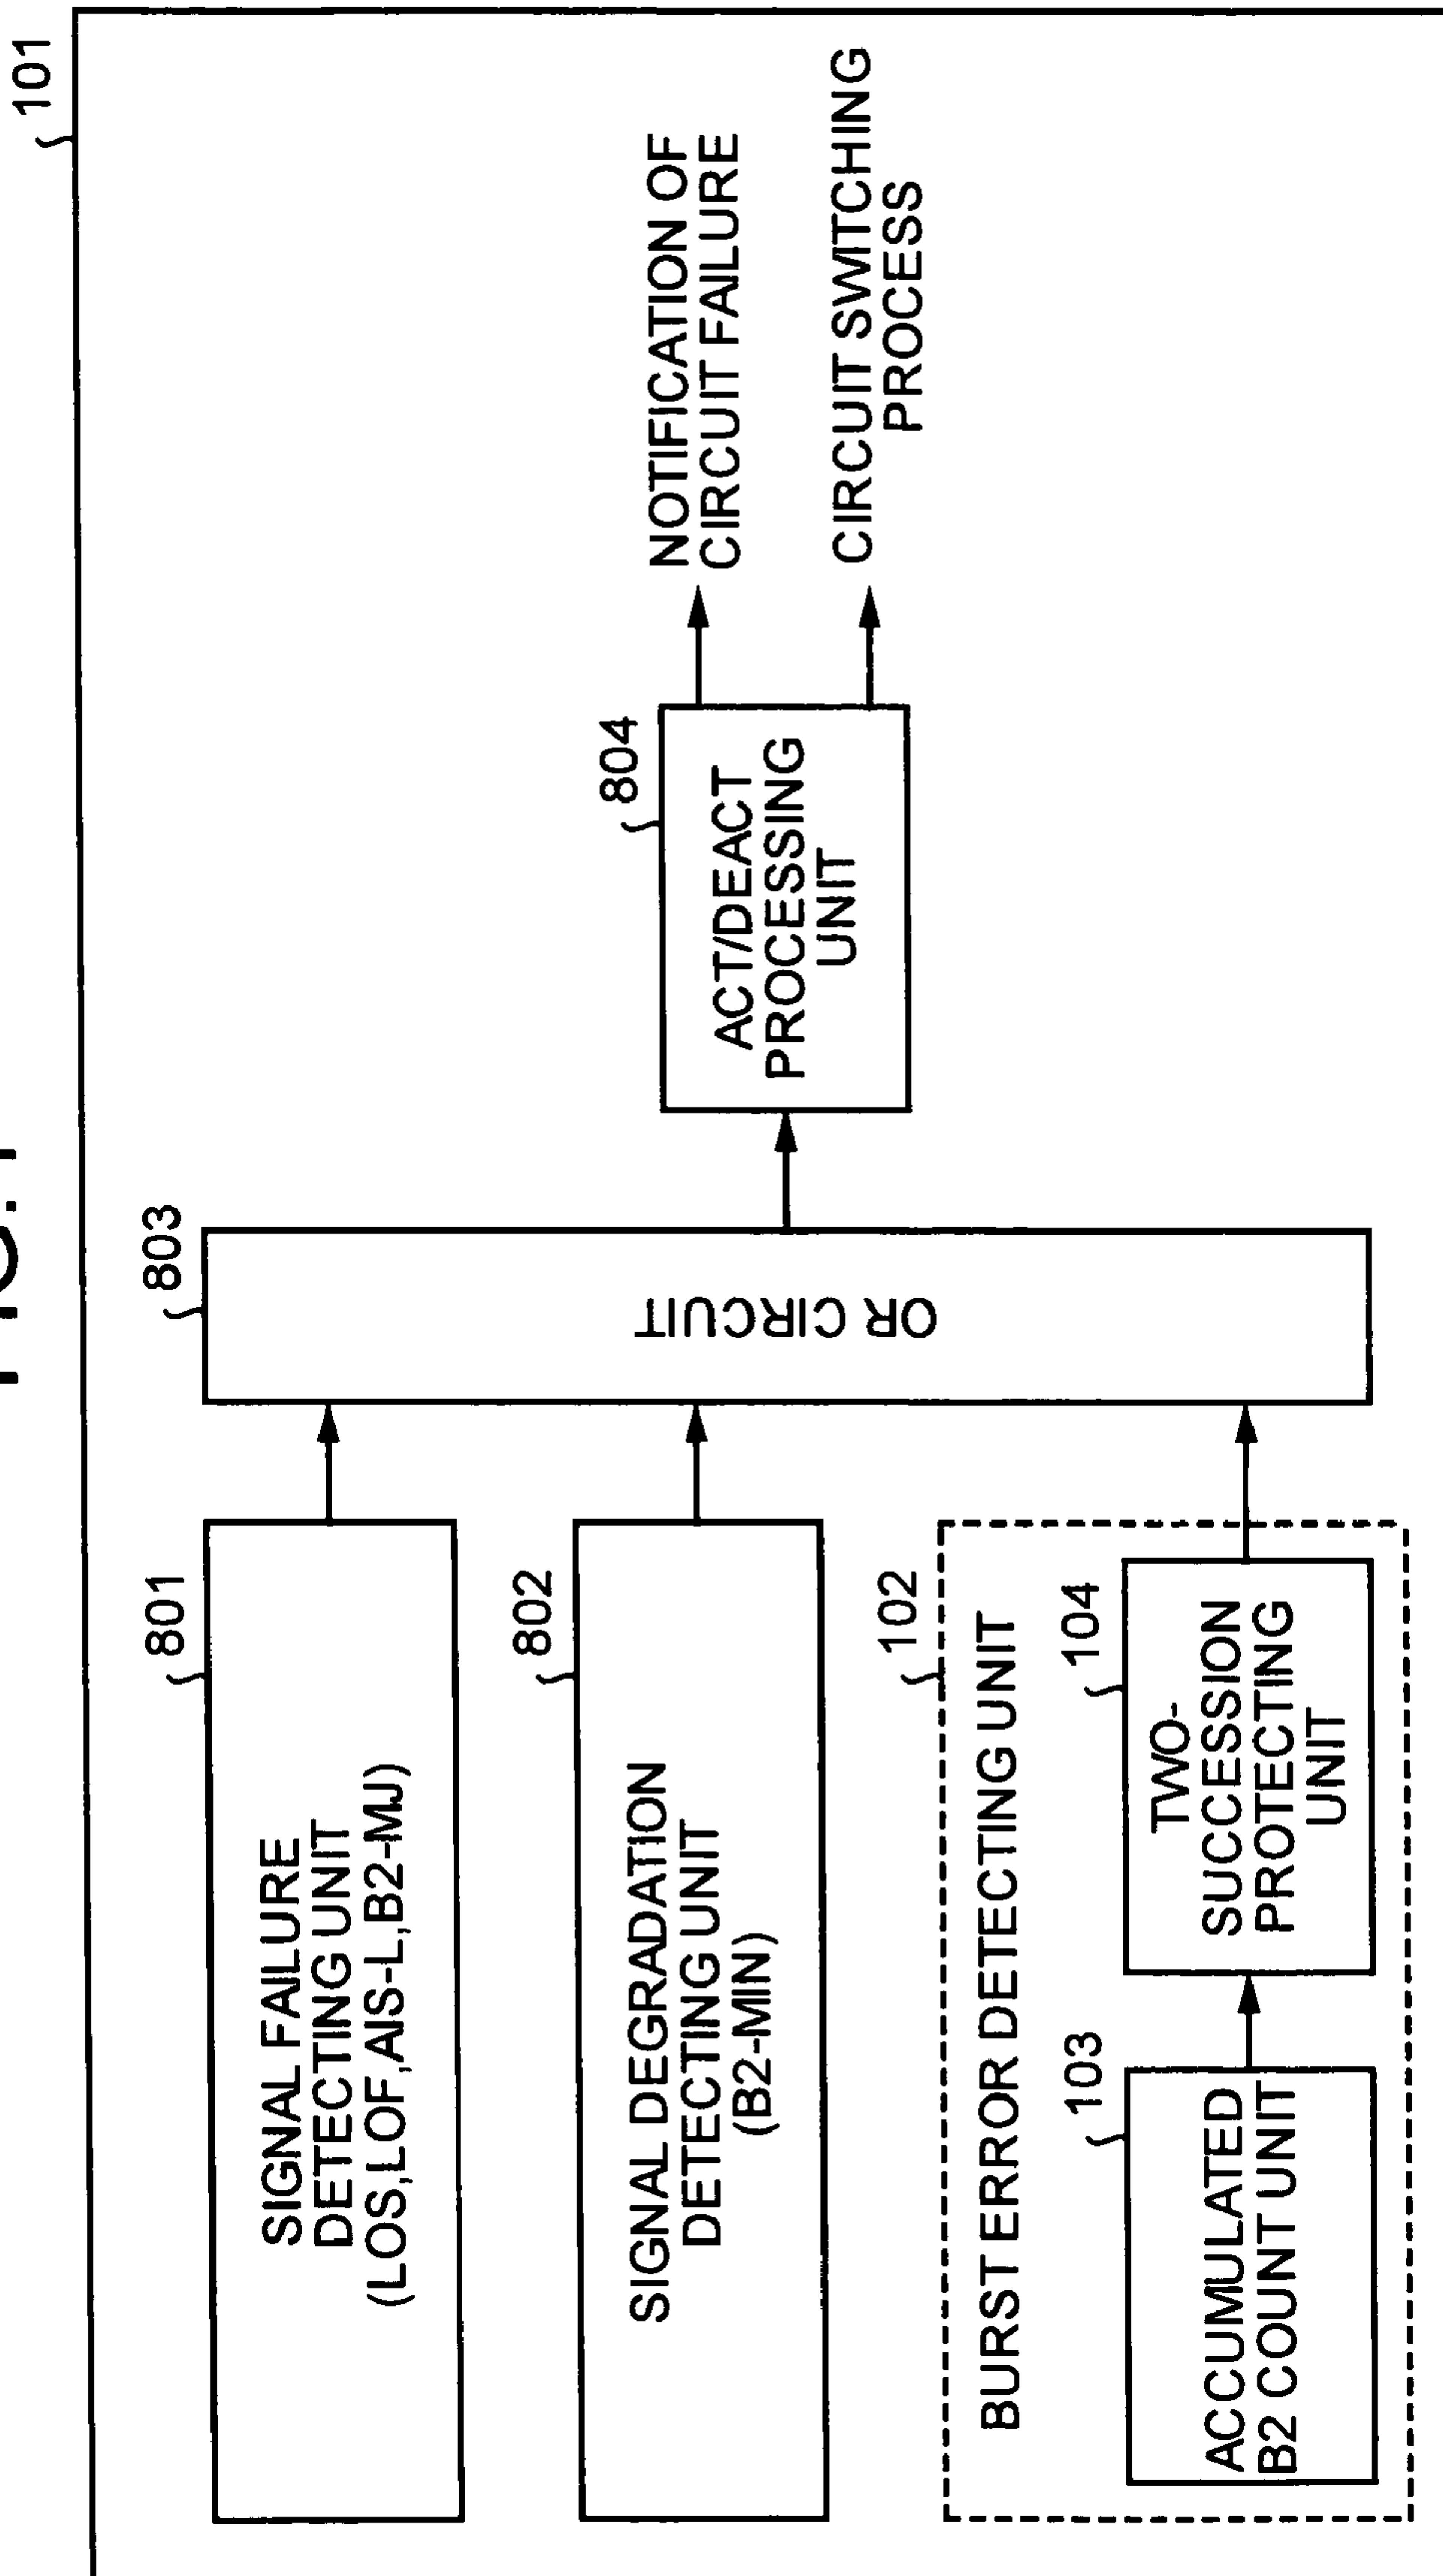 101
801
SIGNAL FAILURE
DETECTING UNIT
(LOS,LOF,AIS-L,B2-MJ)
802
SIGNAL DEGRADATION
DETECTING UNIT
(B2-MIN)
102
BURST ERROR DETECTING UNIT
103
ACCUMULATED
B2 COUNT UNIT
104
TWO-
SUCCESSION
PROTECTING
UNIT
803
OR CIRCUIT
804
ACT/DEACT
PROCESSING
UNIT
NOTIFICATION OF
CIRCUIT FAILURE
CIRCUIT SWITCHING
PROCESS